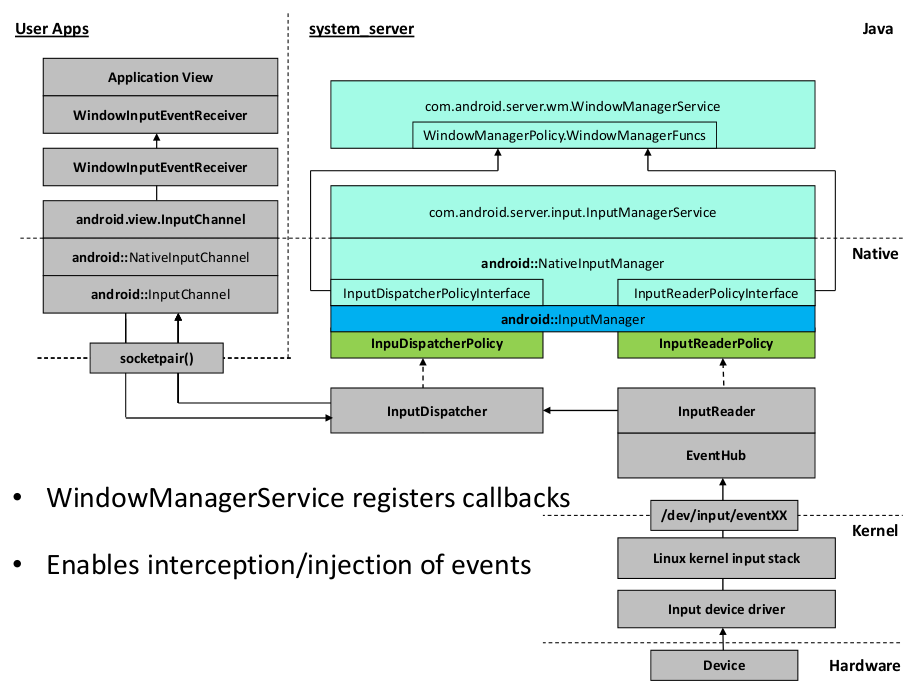 User Apps
system_server
Java
Application View
WindowInputEventReceiver
WindowInputEventReceiver
android.view.InputChannel
android::NativeInputChannel
android::InputChannel
socketpair()
com.android.server.wm.WindowManagerService
WindowManagerPolicy.WindowManagerFuncs
com.android.server.input.InputManagerService
Native
android::NativeInputManager
InputDispatcherPolicyInterface
InputReaderPolicyInterface
android::InputManager
InpuDispatcherPolicy
InputReaderPolicy
InputDispatcher
InputReader
EventHub
• WindowManagerService registers callbacks
• Enables interception/injection of events
/dev/input/eventXX
Kernel
Linux kernel input stack
Input device driver
Hardware
Device